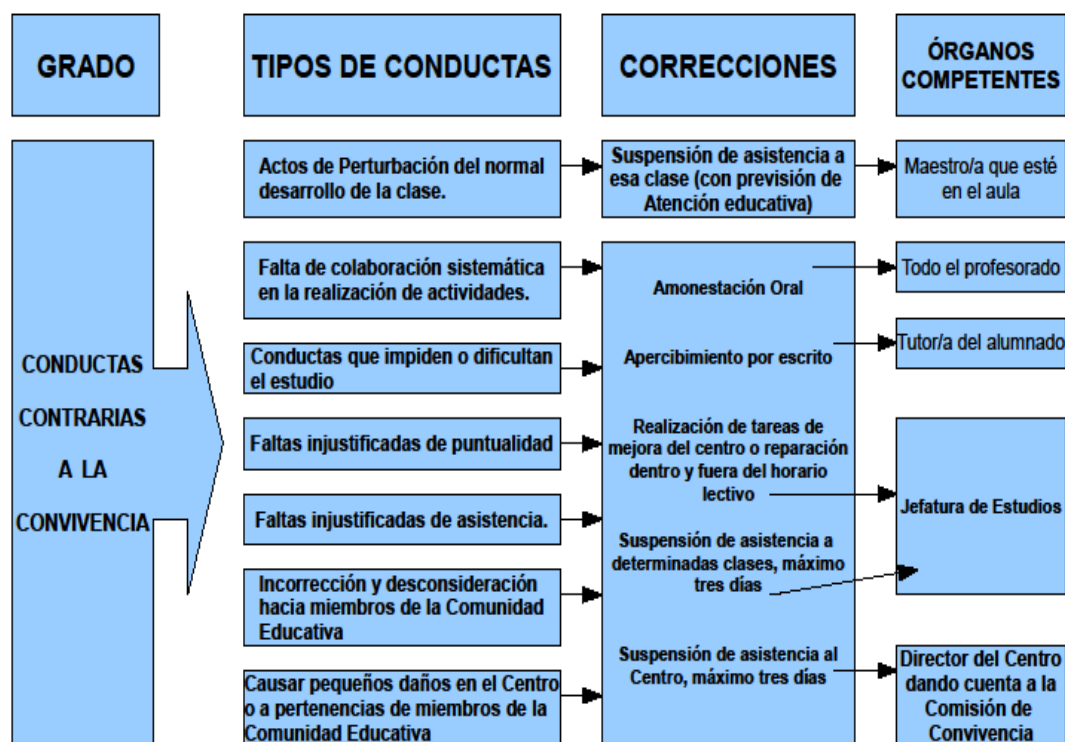 GRADO
TIPOS DE CONDUCTAS
CORRECCIONES
ÓRGANOS
COMPETENTES
CONDUCTAS
CONTRARIAS
A LA
CONVIVENCIA
Actos de Perturbación del normal
desarrollo de la clase.
Suspensión de asistencia a
esa clase (con previsión de
Atención educativa)
Maestro/a que esté
en el aula
Falta de colaboración sistemática
en la realización de actividades.
Conductas que impiden o dificultan
el estudio
Faltas injustificadas de puntualidad
Faltas injustificadas de asistencia.
Incorrección y desconsideración
hacia miembros de la Comunidad
Educativa
Causar pequeños daños en el Centro
o a pertenencias de miembros de la
Comunidad Educativa
Amonestación Oral
Apercibimiento por escrito
Realización de tareas de
mejora del centro o reparación
dentro y fuera del horario
lectivo
Suspensión de asistencia a
determinadas clases, máximo
tres días
Suspensión de asistencia al
Centro, máximo tres días
Todo el profesorado
Tutor/a del alumnado
Jefatura de Estudios
Director del Centro
dando cuenta a la
Comisión de
Convivencia